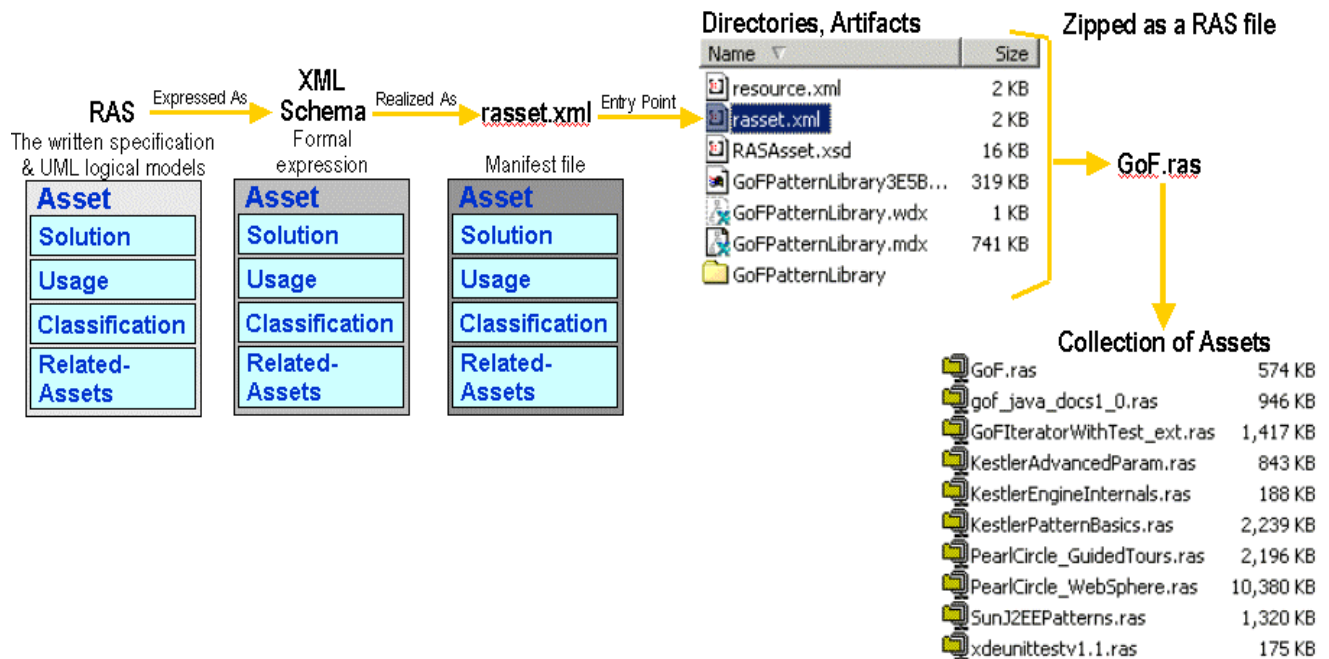 RAS
The written specification
& UML logical models
Asset
Solution
Usage
Classification
Related-
Assets
Expressed As
XML
Schema
Formal
expression
Asset
Solution
Usage
Classification
Related-
Assets
Realized As
rasset.xml
Manifest file
Asset
Solution
Usage
Classification
Related-
Assets
Entry Point
Directories, Artifacts
Name Size
resource.xml 2 KB
rasset.xml 2 KB
RASAsset.xsd 16 KB
GoFPatternLibrary3E5B... 319 KB
GoFPatternLibrary.wdx 1 KB
GoFPatternLibrary.mdx 741 KB
GoFPatternLibrary
Zipped as a RAS file
GoF.ras
Collection of Assets
GoF.ras 574 KB
gof_java_docs1_0.ras 946 KB
GoFIteratorWithTest_ext.ras 1,417 KB
KestlerAdvancedParam.ras 843 KB
KestlerEngineInternals.ras 188 KB
KestlerPatternBasics.ras 2,239 KB
PearlCircle_GuidedTours.ras 2,196 KB
PearlCircle_WebSphere.ras 10,380 KB
SunJ2EEPatterns.ras 1,320 KB
xdeunittestv1.1.ras 175 KB